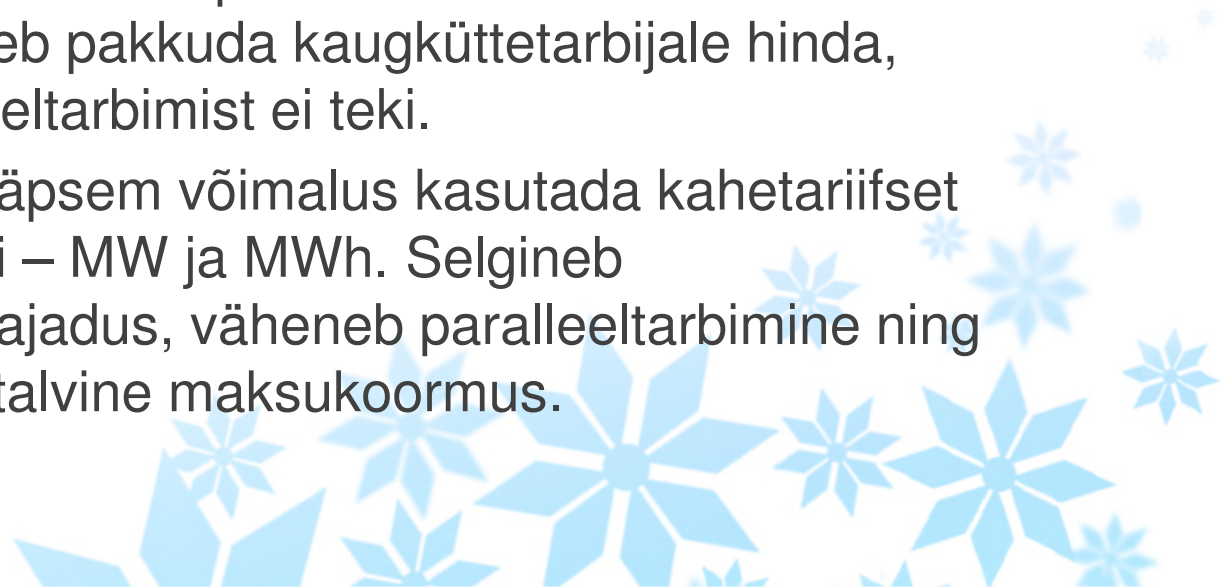 eb pakkuda kaugküttetarbijale hinda,
eltarbimist ei teki.
äpsem võimalus kasutada kahetariifset
i – MW ja MWh. Selgineb
ajadus, väheneb paralleeltarbimine ning
talvine maksukoormus.